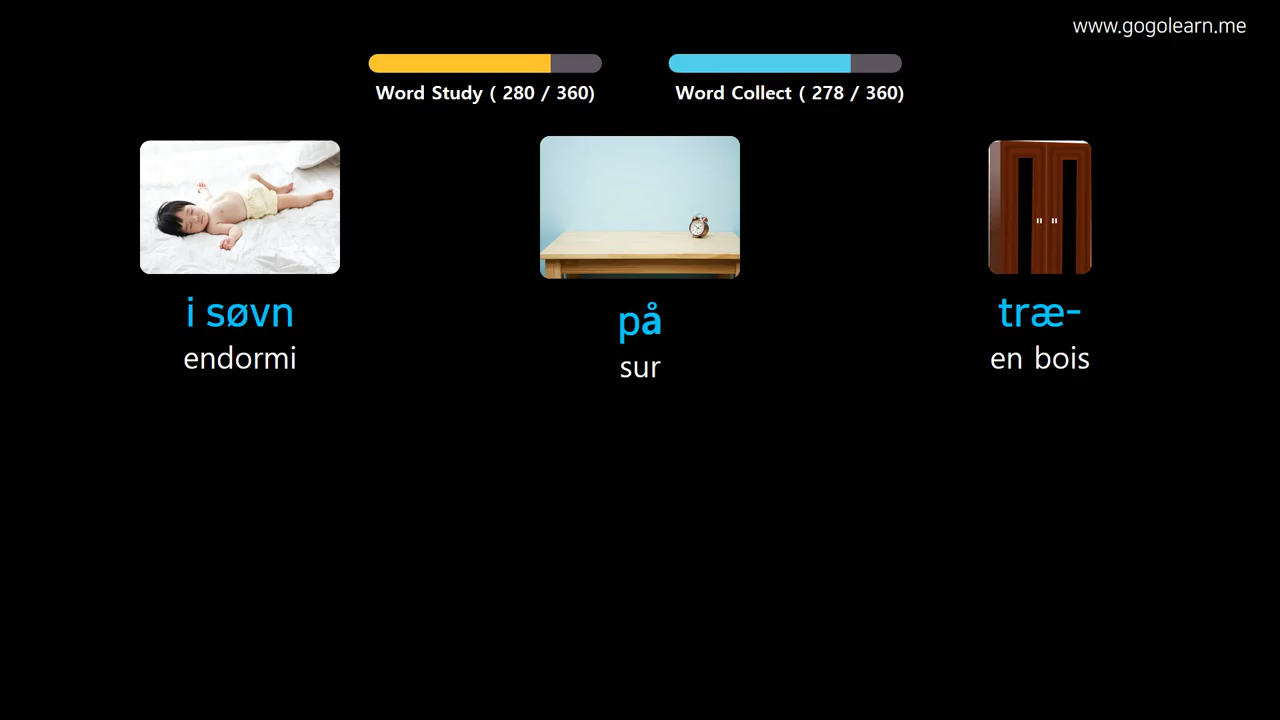 www.gogolearn.me
Word Study ( 280 / 360)
Word Collect ( 278 / 360)
i søvn
endormi
på
sur
træ-
en bois